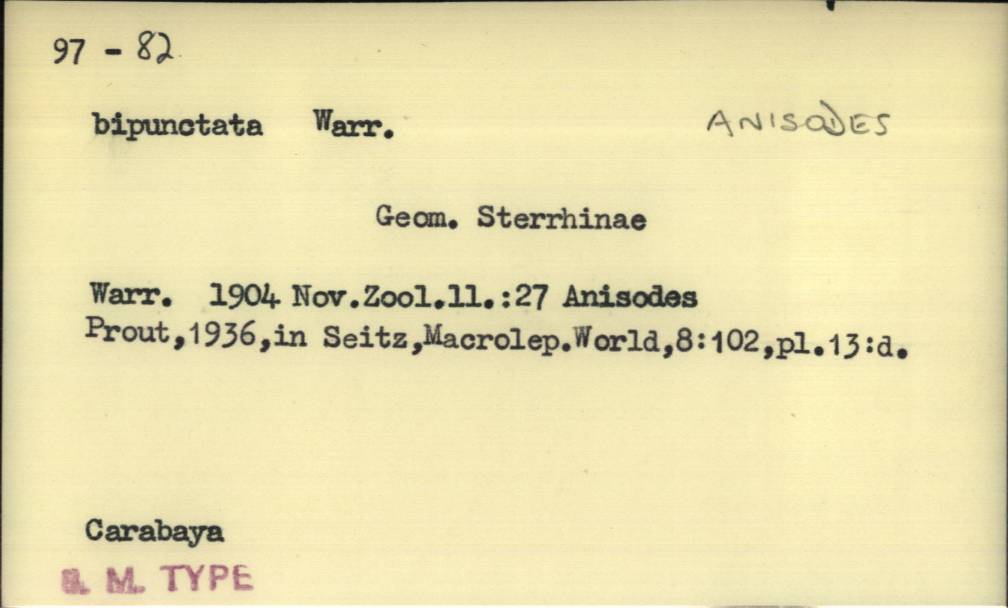 97 - 82
bipunctata Warr. ANISODES
Geom. Sterrhinae
Warr. 1904 Nov.Zool.11.:27 Anisodes
Prout,1936,in Seitz,Macrolep.World,8:102,pl.13:d.
Carabaya
B. M. TYPE